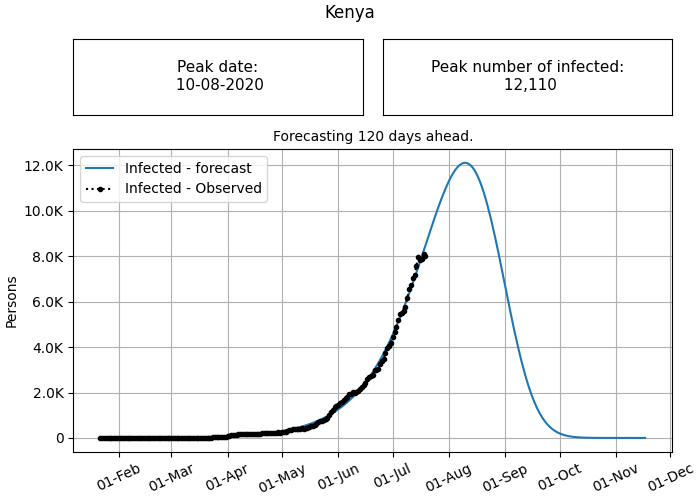 Kenya
Peak date:
10-08-2020
Peak number of infected:
12,110
Forecasting 120 days ahead.
Infected - forecast
Infected - Observed
12.0K
10.0K
8.0K
6.0K
4.0K
2.0K
0
Persons
01-Feb
01-Mar
01-Apr
01-May
01-Jun
01-Jul
01-Aug
01-Sep
01-Oct
01-Nov
01-Dec